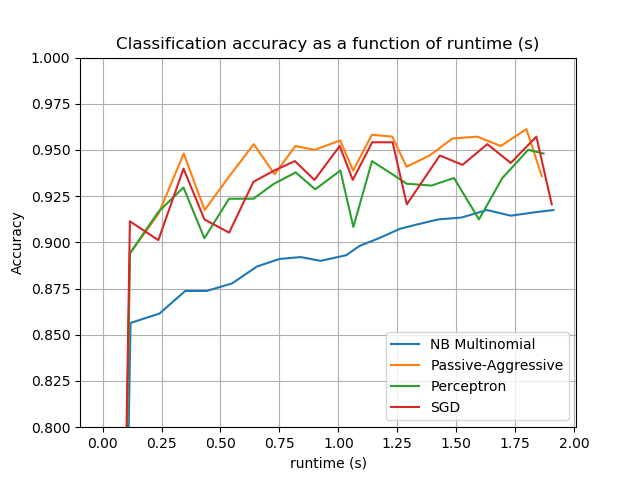 Classification accuracy as a function of runtime (s)
1.000
0.975
0.950
0.925
0.900
0.875
0.850
0.825
0.800
Accuracy
NB Multinomial
Passive-Aggressive
Perceptron
SGD
0.00 0.25 0.50 0.75 1.00 1.25 1.50 1.75 2.00
runtime (s)